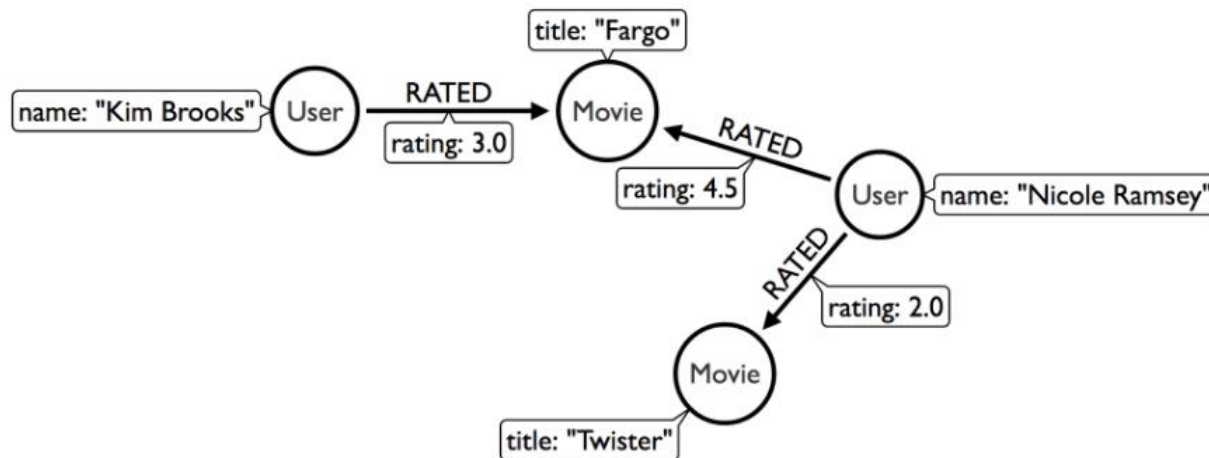 title: "Fargo"
name: "Kim Brooks"
User
RATED
rating: 3.0
Movie
RATED
rating: 4.5
User
name: "Nicole Ramsey"
RATED
rating: 2.0
Movie
title: "Twister"